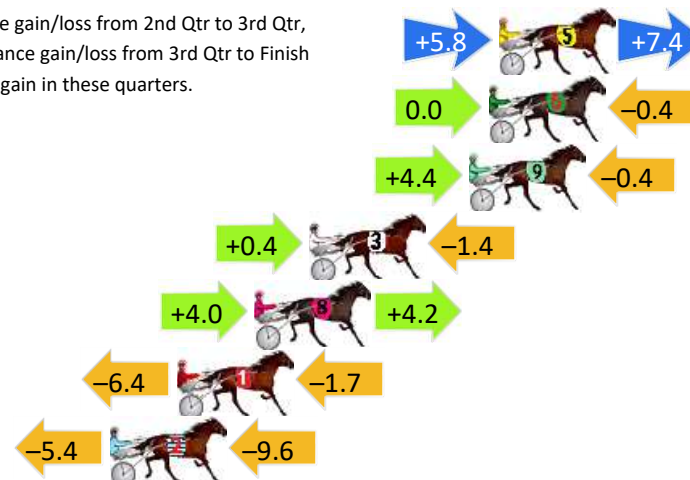 e gain/loss from 2nd Qtr to 3rd Qtr,
ance gain/loss from 3rd Qtr to Finish
gain in these quarters.
+5.8 5 +7.4
0.0 –0.4
+4.4 9 –0.4
+0.4 3 –1.4
+4.0 8 +4.2
–6.4 1 –1.7
–5.4 2 –9.6